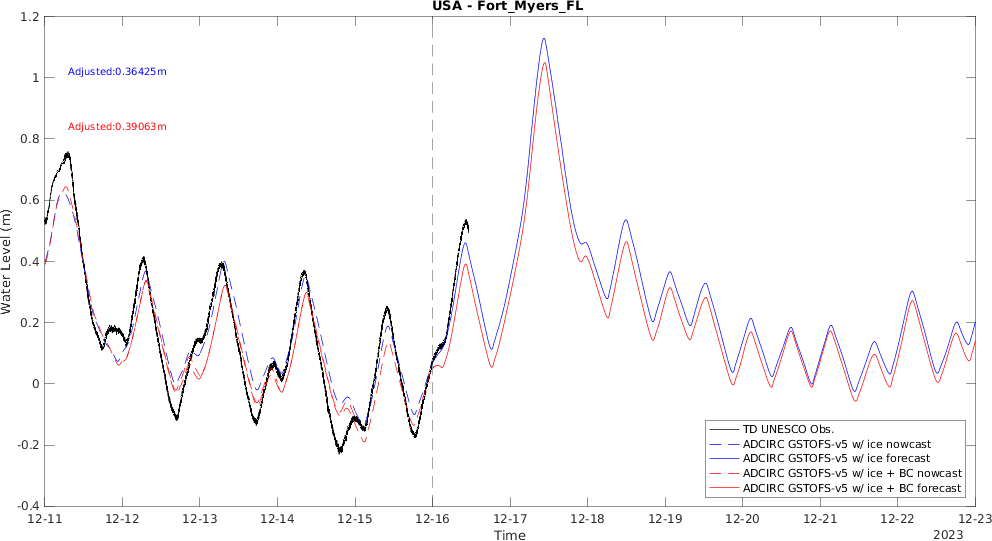 USA - Fort_Myers_FL
Adjusted:0.36425m
Adjusted:0.39063m
Water Level (m)
1.2
1
0.8
0.6
0.4
0.2
0
-0.2
-0.4
TD UNESCO Obs.
ADCIRC GSTOFS-v5 w/ ice nowcast
ADCIRC GSTOFS-v5 w/ ice forecast
ADCIRC GSTOFS-v5 w/ ice + BC nowcast
ADCIRC GSTOFS-v5 w/ ice + BC forecast
12-11 12-12 12-13 12-14 12-15 12-16 12-17 12-18 12-19 12-20 12-21 12-22 12-23
Time
2023